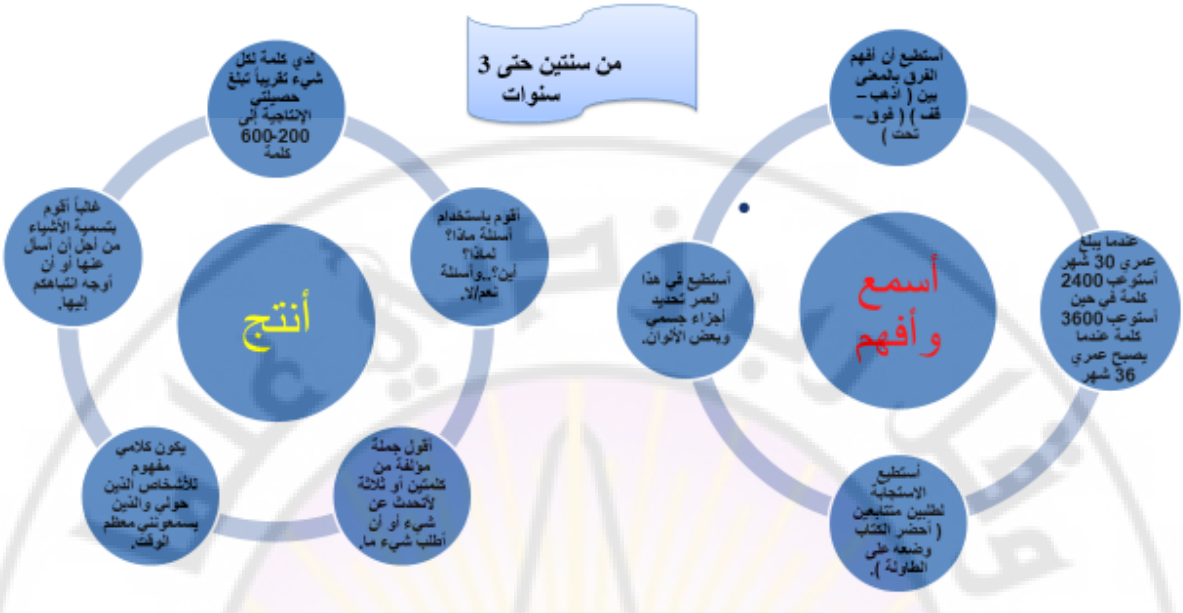 من سنتين حتى 3
سنوات
أسمع
وأفهم
أستطيع أن أفهم
الفرق بالمعنى
بين ( اذهب –
قف ) ( فوق –
تحت )
عندما يبلغ
عمري 30 شهر
أستوعب 2400
كلمة في حين
أستوعب 3600
كلمة عندما
يصبح عمري
36 شهر
أستطيع
الاستجابة
لطلبين متتابعين
( أحضر الكتاب
وضعه على
الطاولة ).
أستطيع في هذا
العمر تحديد
أجزاء جسمي
وبعض الألوان.
أنتج
لدي كلمة لكل
شيء تقريباً تبلغ
حصيلتي
الإنتاجية إلى
200-600
كلمة
أقوم باستخدام
أسئلة ماذا؟
لماذا؟
أين؟..وأسئلة
نعم/لا.
أقول جملة
مؤلفة من
كلمتين أو ثلاثة
لأتحدث عن
شيء أو أن
أطلب شيء ما.
يكون كلامي
مفهوم
للأشخاص الذين
حولي والذين
يسمعونني معظم
الوقت.
غالباً أقوم
بتسمية الأشياء
من أجل أن أسأل
عنها أو أن
أوجه انتباهكم
إليها.